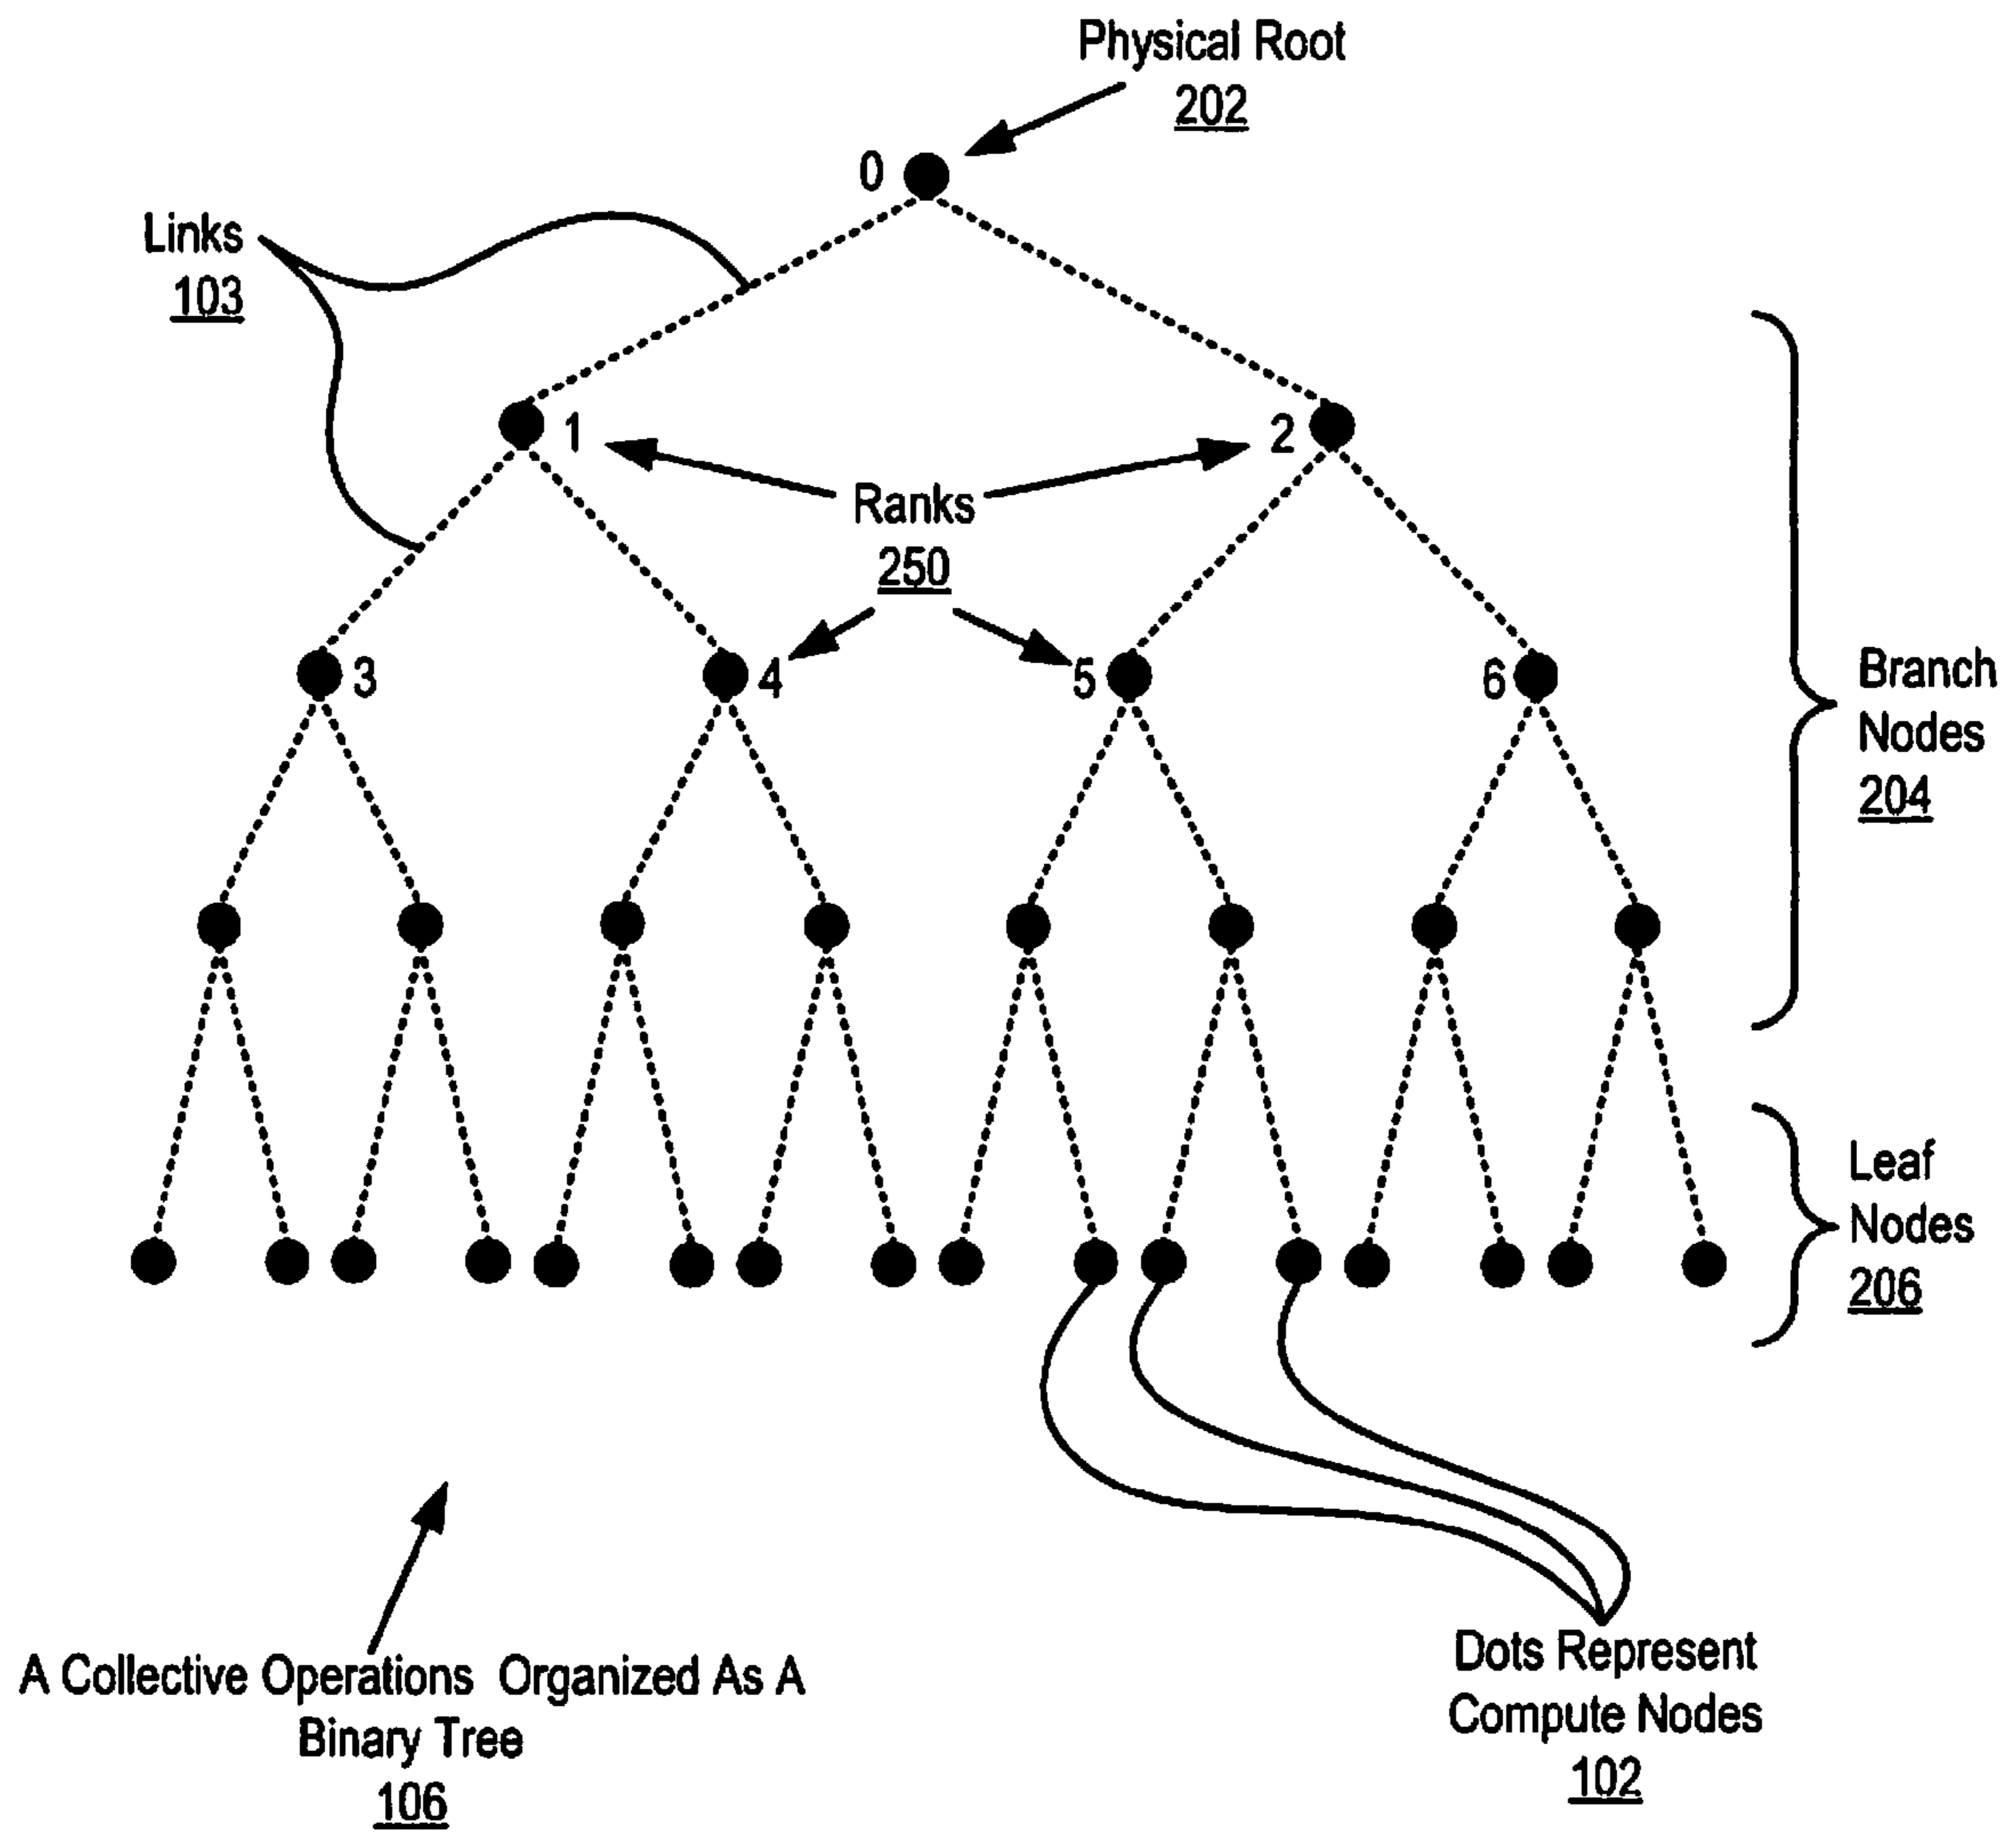 Physical Root
202
0
Links
103
1
2
Ranks
250
3
4
5
6
Branch
Nodes
204
Leaf
Nodes
206
A Collective Operations Organized As A
Binary Tree
106
Dots Represent
Compute Nodes
102